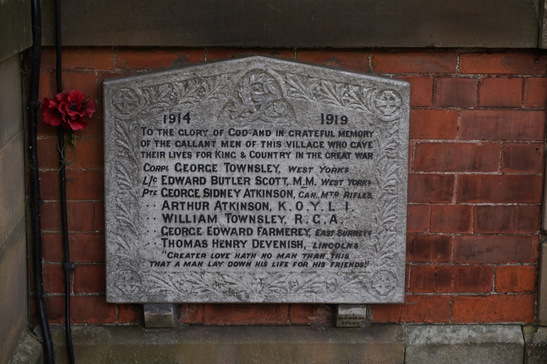 1914 1919
TO THE GLORY OF GOD AND IN GRATEFUL MEMORY
OF THE GALLANT MEN OF THIS VILLAGE WHO GAVE
THEIR LIVES FOR KING & COUNTRY IN THE GREAT WAR
CORPL GEORGE TOWNSLEY, WEST YORKS
L/C EDWARD BUTLER SCOTT, M.M. WEST YORKS.
PTE GEORGE SIDNEY ATKINSON, CAN. MTD RIFLES.
" ARTHUR ATKINSON, K.O.Y.L.I.
" WILLIAM TOWNSLEY, R.G.A.
" GEORGE EDWARD FARMEREY, EAST SURREYS
" THOMAS HENRY DEVENISH, LINCOLNS
"GREATER LOVE HATH NO MAN THAN THIS,
THAT A MAN LAY DOWN HIS LIFE FOR HIS FRIENDS."